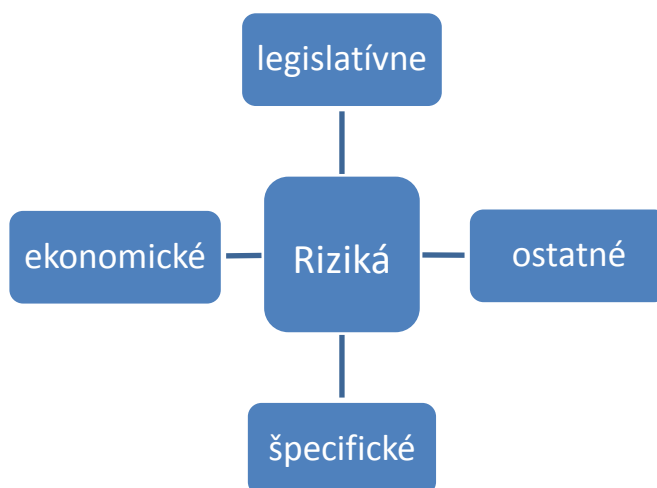 legislatívne
ekonomické
Riziká
ostatné
špecifické